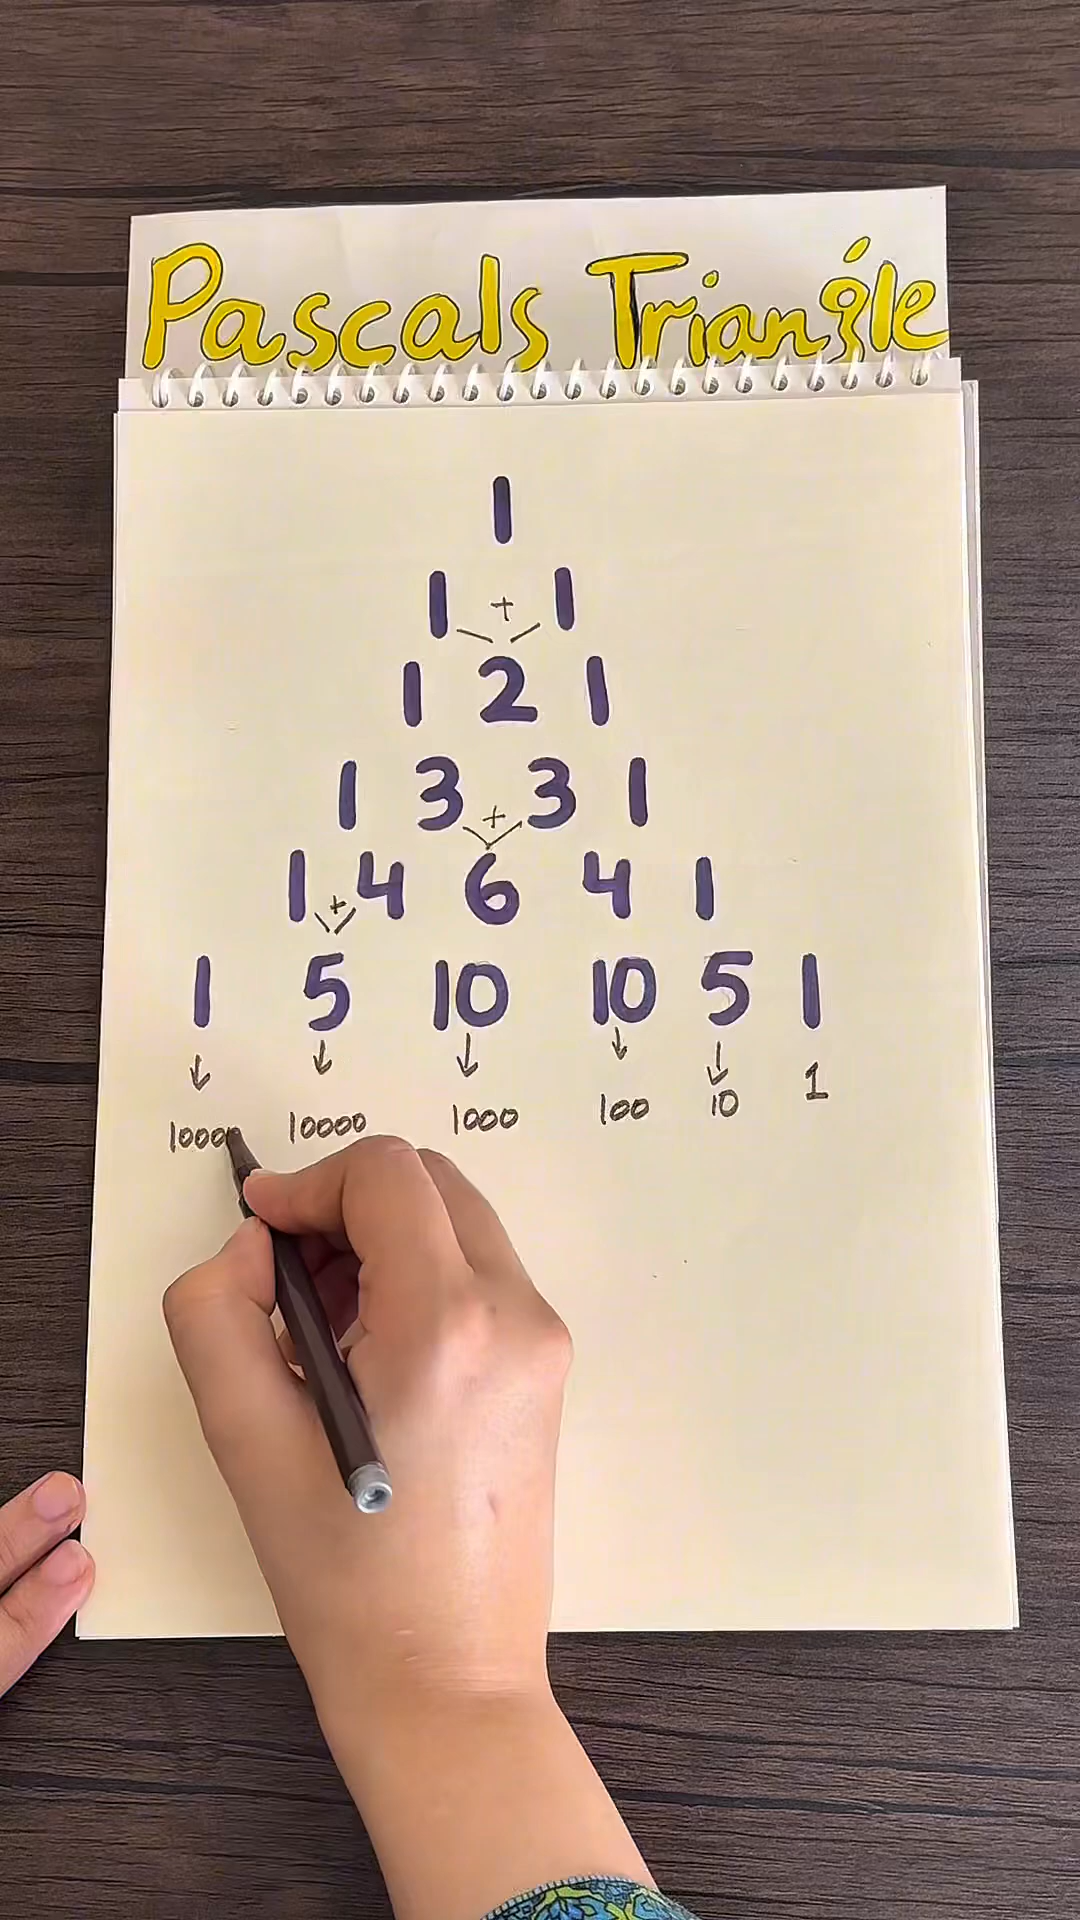 Pascals Triangle
1
1 + 1
1 2 1
1 3 + 3 1
1 + 4 6 4 1
1 5 10 10 5 1
↓ ↓ ↓ ↓ ↓
10000 1000 100 10 1